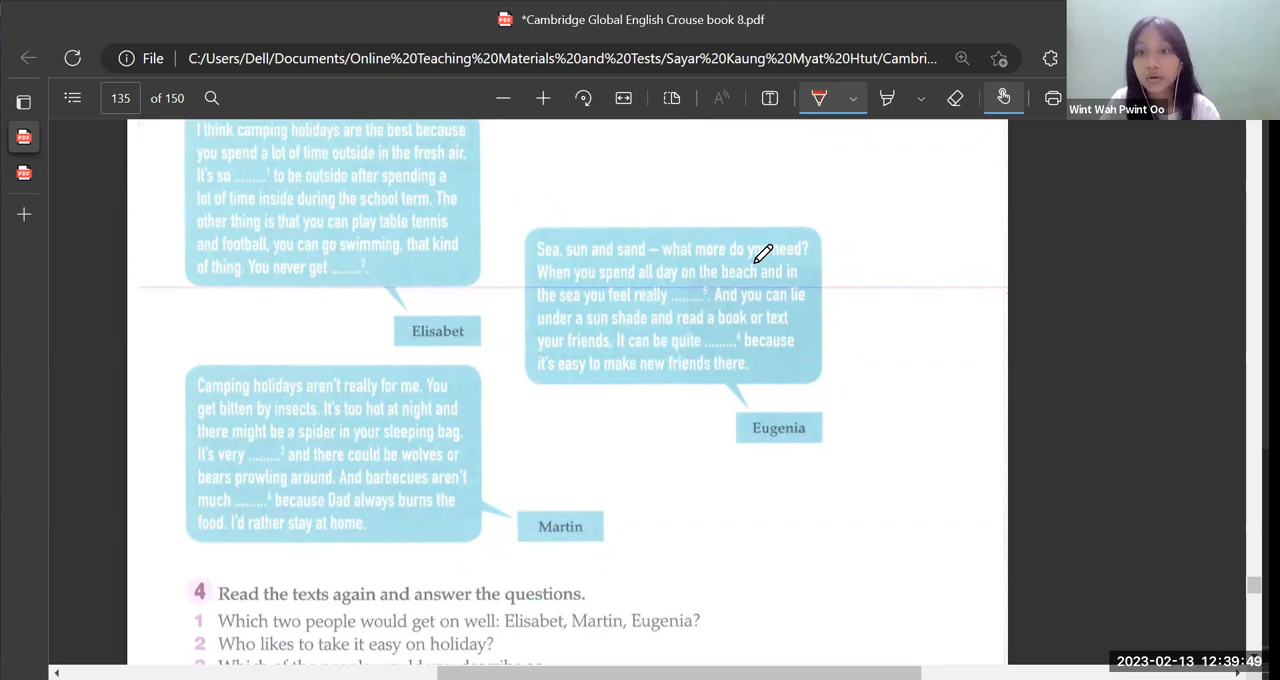 *Cambridge Global English Crouse book 8.pdf
File
C:/Users/Dell/Documents/Online%20Teaching%20Materials%20and%20Tests/Sayar%20Kaung%20Myat%20Htut/Cambri...
Wint Wah Pwint Oo
135 of 150
I think camping holidays are the best because
you spend a lot of time outside in the fresh air.
It's so .........1 to be outside after spending a
lot of time inside during the school term. The
other thing is that you can play table tennis
and football, you can go swimming, that kind
of thing. You never get ........2.
Elisabet
Sea, sun and sand – what more do you need?
When you spend all day on the beach and in
the sea you feel really .........5. And you can lie
under a sun shade and read a book or text
your friends. It can be quite .........6 because
it's easy to make new friends there.
Eugenia
Camping holidays aren't really for me. You
get bitten by insects. It's too hot at night and
there might be a spider in your sleeping bag.
It's very .........3 and there could be wolves or
bears prowling around. And barbecues aren't
much .........4 because Dad always burns the
food. I'd rather stay at home.
Martin
4 Read the texts again and answer the questions.
1 Which two people would get on well: Elisabet, Martin, Eugenia?
2 Who likes to take it easy on holiday?
2023-02-13 12:39:49